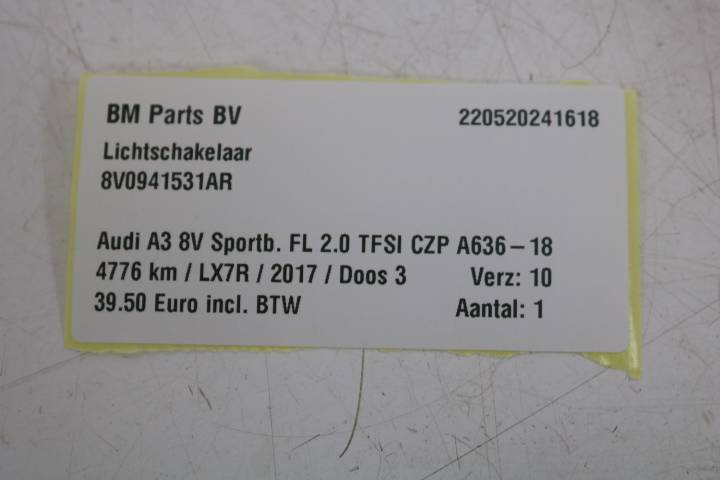 BM Parts BV 220520241618
Lichtschakelaar
8V0941531AR
Audi A3 8V Sportb. FL 2.0 TFSI CZP A636-18
4776 km / LX7R / 2017 / Doos 3 Verz: 10
39.50 Euro incl. BTW Aantal: 1